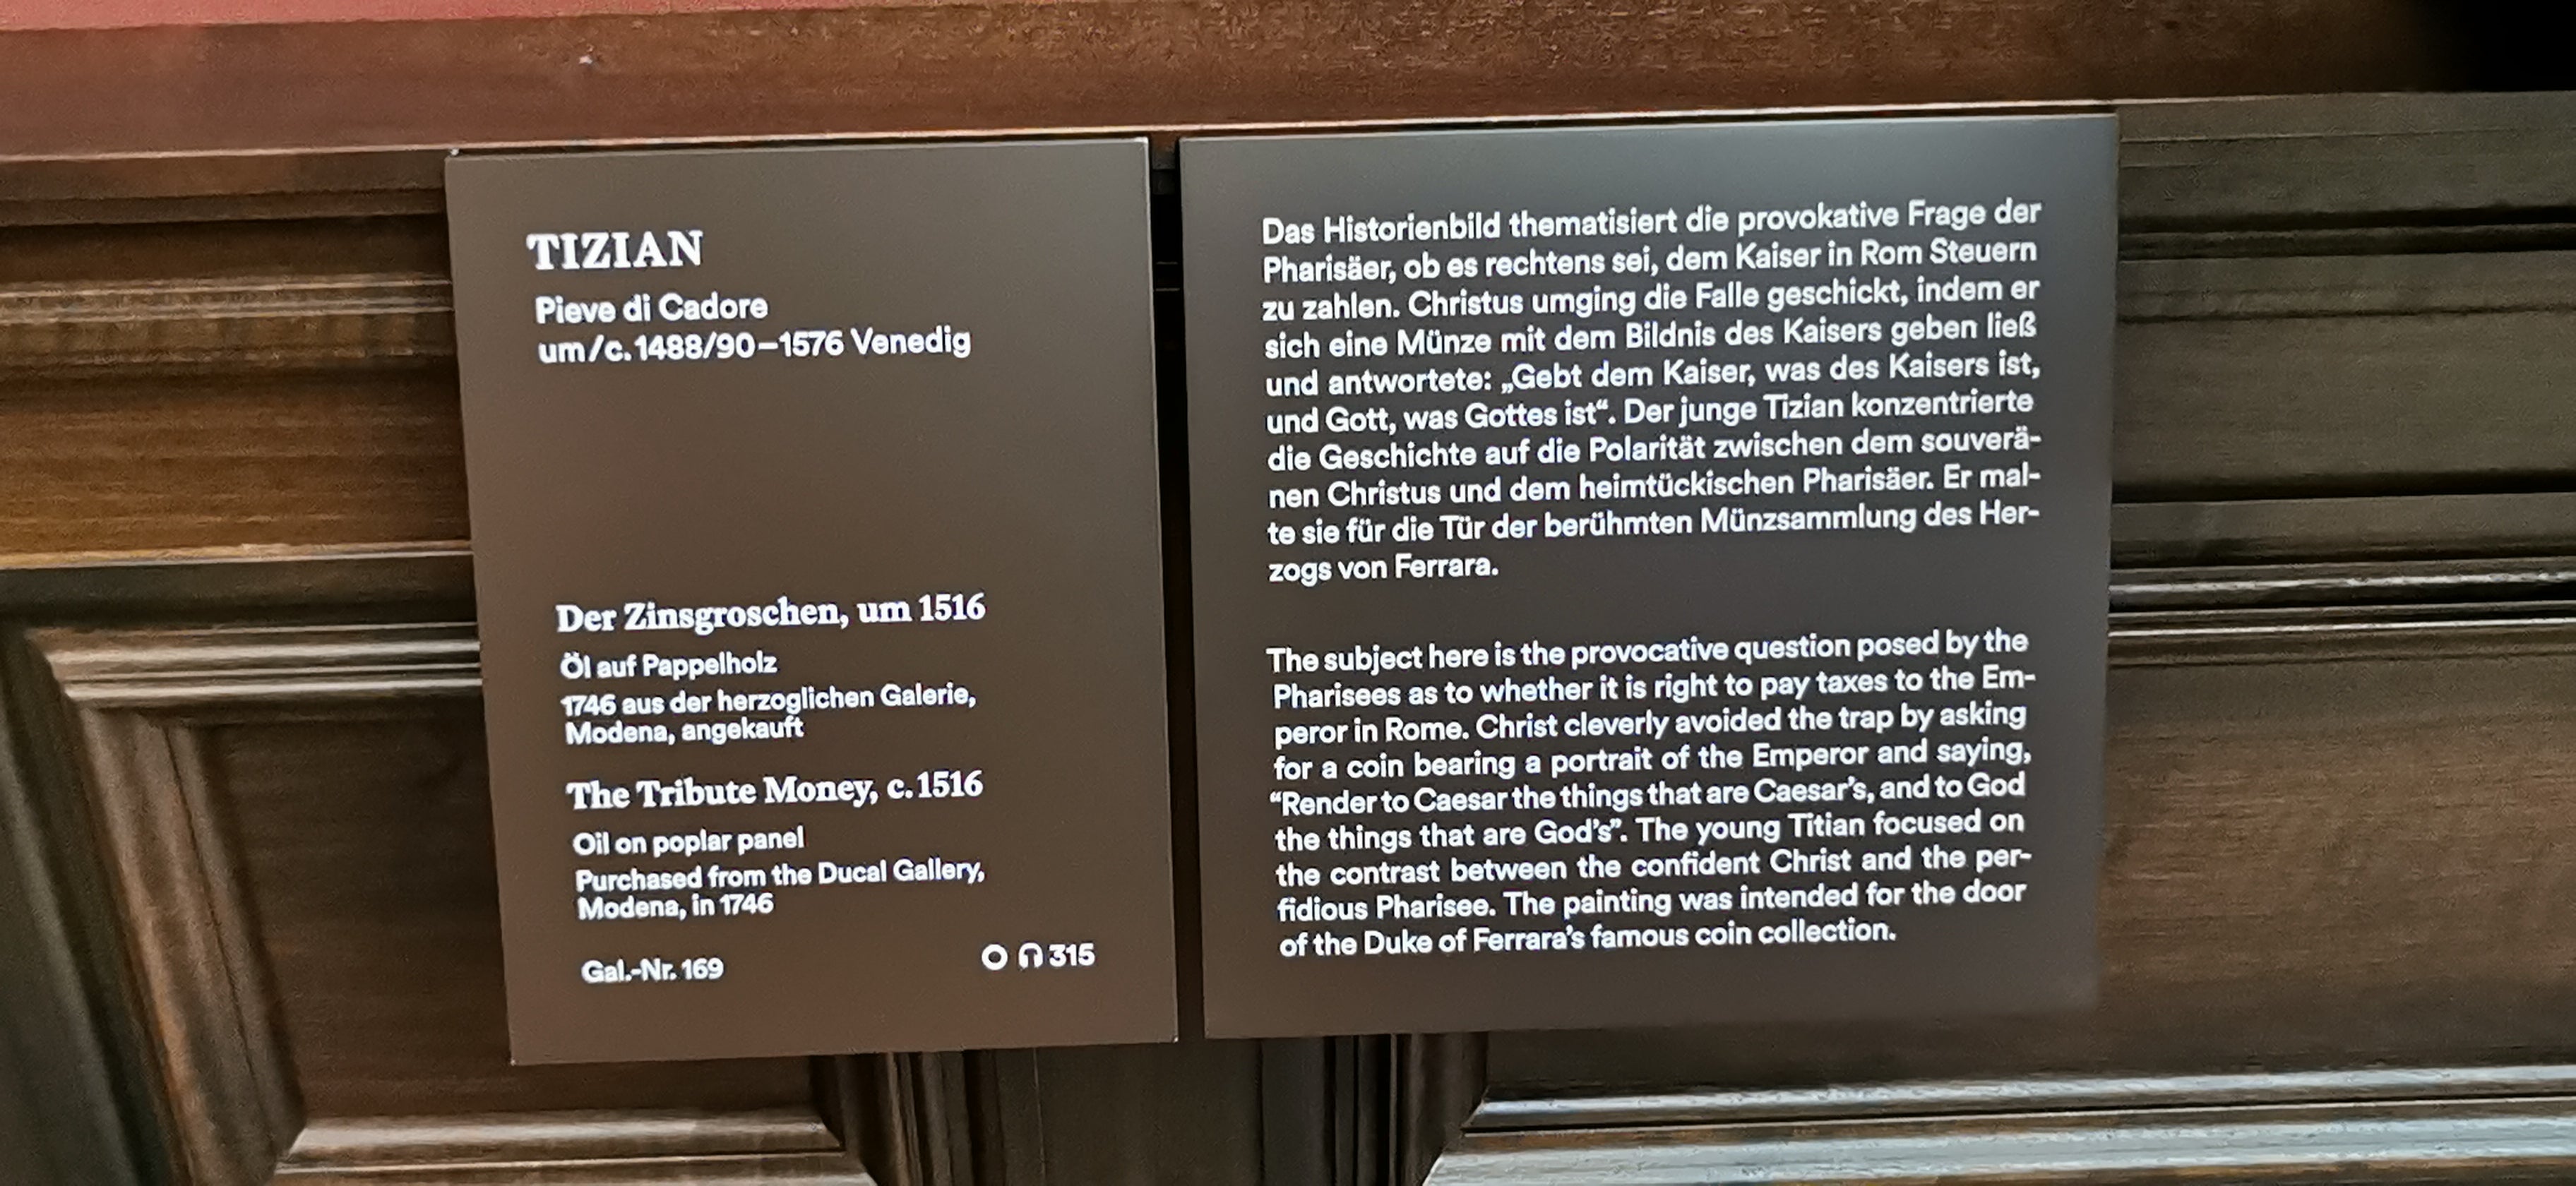 TIZIAN
Pieve di Cadore
um/c. 1488/90–1576 Venedig
Der Zinsgroschen, um 1516
Öl auf Pappelholz
1746 aus der herzoglichen Galerie,
Modena, angekauft
The Tribute Money, c. 1516
Oil on poplar panel
Purchased from the Ducal Gallery,
Modena, in 1746
Gal.-Nr. 169
315
Das Historienbild thematisiert die provokative Frage der
Pharisäer, ob es rechtens sei, dem Kaiser in Rom Steuern
zu zahlen. Christus umging die Falle geschickt, indem er
sich eine Münze mit dem Bildnis des Kaisers geben ließ
und antwortete: „Gebt dem Kaiser, was des Kaisers ist,
und Gott, was Gottes ist“. Der junge Tizian konzentrierte
die Geschichte auf die Polarität zwischen dem souverä-
nen Christus und dem heimtückischen Pharisäer. Er mal-
te sie für die Tür der berühmten Münzsammlung des Her-
zogs von Ferrara.
The subject here is the provocative question posed by the
Pharisees as to whether it is right to pay taxes to the Em-
peror in Rome. Christ cleverly avoided the trap by asking
for a coin bearing a portrait of the Emperor and saying,
“Render to Caesar the things that are Caesar’s, and to God
the things that are God’s”. The young Titian focused on
the contrast between the confident Christ and the per-
fidious Pharisee. The painting was intended for the door
of the Duke of Ferrara’s famous coin collection.